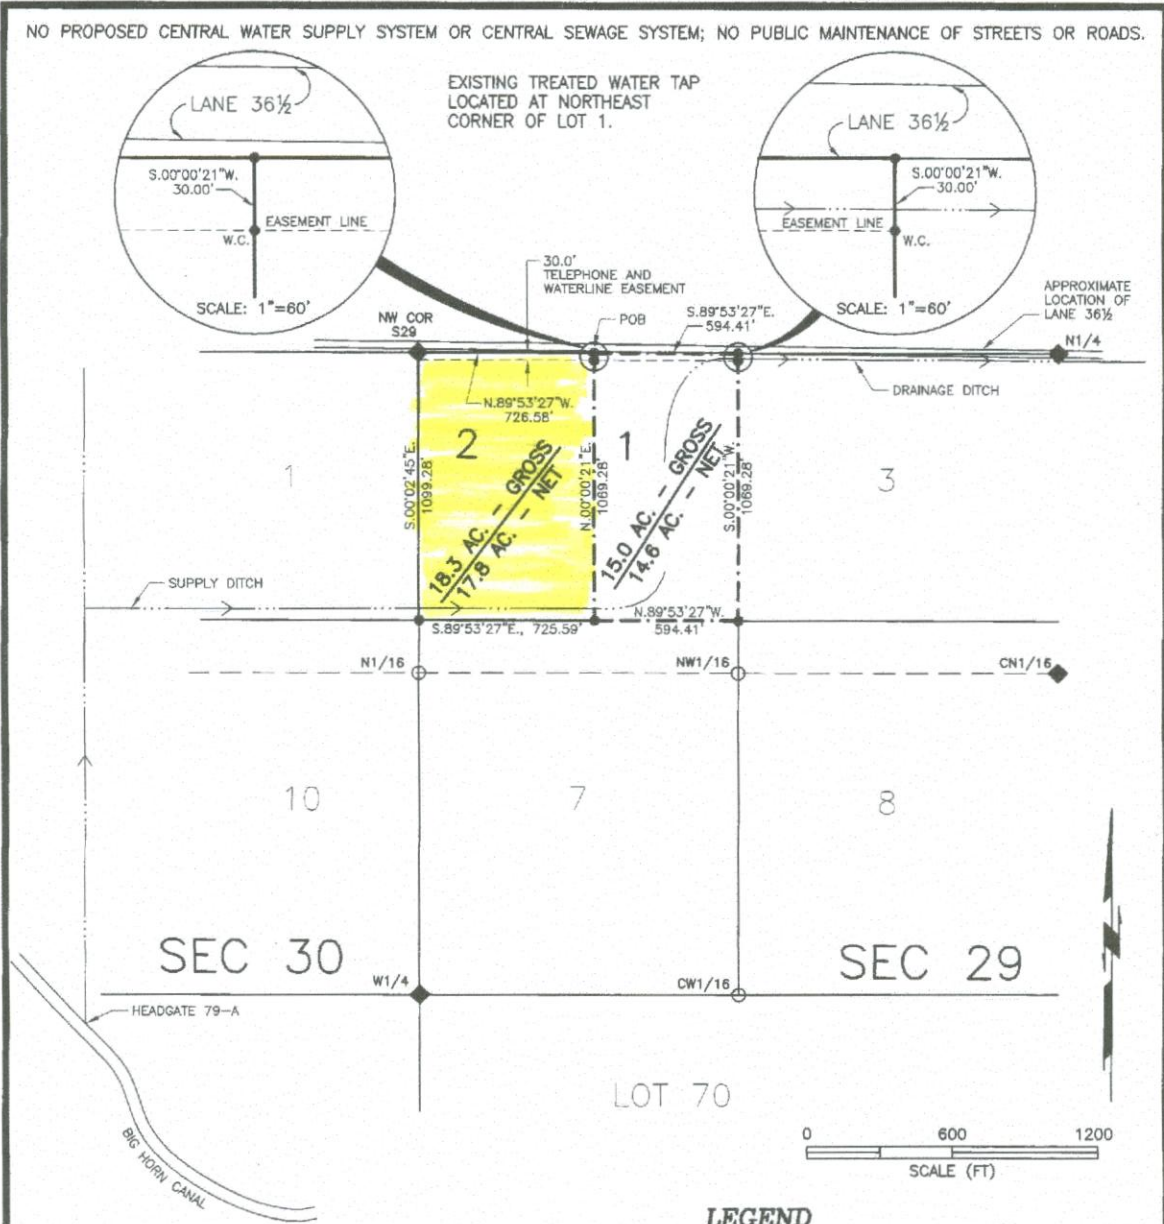 NO PROPOSED CENTRAL WATER SUPPLY SYSTEM OR CENTRAL SEWAGE SYSTEM; NO PUBLIC MAINTENANCE OF STREETS OR ROADS.
EXISTING TREATED WATER TAP
LOCATED AT NORTHEAST
CORNER OF LOT 1.
LANE 36½
S.00°00'21"W.
30.00'
EASEMENT LINE
W.C.
SCALE: 1"=60'
LANE 36½
S.00°00'21"W.
30.00'
EASEMENT LINE
W.C.
SCALE: 1"=60'
30.0'
TELEPHONE AND
WATERLINE EASEMENT
POB
S.89°53'27"E.
594.41'
APPROXIMATE
LOCATION OF
LANE 36½
NW COR
S29
N1/4
DRAINAGE DITCH
N.89°53'27"W.
726.58'
1
2
1
3
S.00°02'45"E.
1099.28'
18.3 AC. - GROSS
17.8 AC. - NET
N.00°00'21"E.
1069.28'
15.0 AC. - GROSS
14.6 AC. - NET
S.00°00'21"W.
1069.28'
SUPPLY DITCH
S.89°53'27"E., 725.59'
N.89°53'27"W.
594.41'
N1/16
NW1/16
CN1/16
10
7
8
SEC 30
SEC 29
W1/4
CW1/16
HEADGATE 79-A
BIG HORN CANAL
LOT 70
0 600 1200
SCALE (FT)
LEGEND